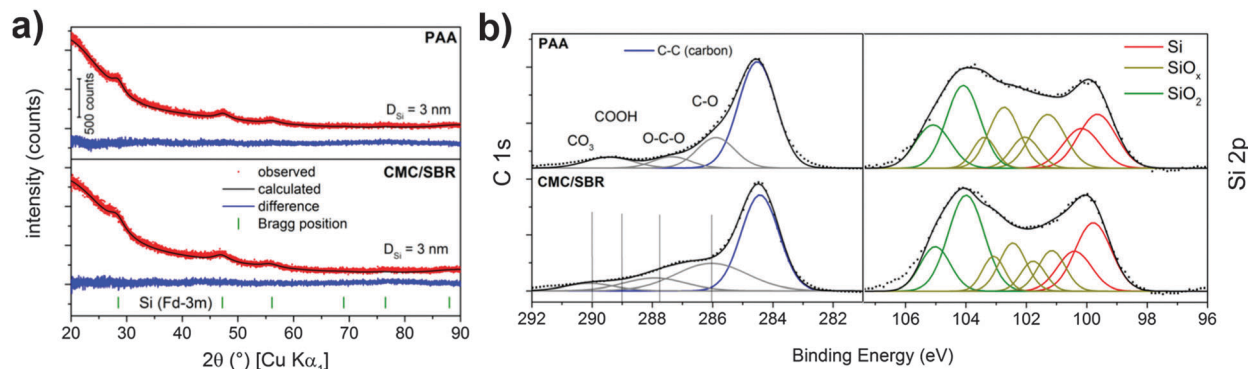 a)
PAA
500 counts
D_Si = 3 nm
CMC/SBR
observed
calculated
difference
Bragg position
D_Si = 3 nm
Si (Fd-3m)
intensity (counts)
20 30 40 50 60 70 80 90
2θ (°) [Cu Kα₁]
b)
PAA
C-C (carbon)
C-O
COOH
O-C-O
CO₃
CMC/SBR
C 1s
Si
SiOₓ
SiO₂
Si 2p
292 290 288 286 284 282
106 104 102 100 98 96
Binding Energy (eV)